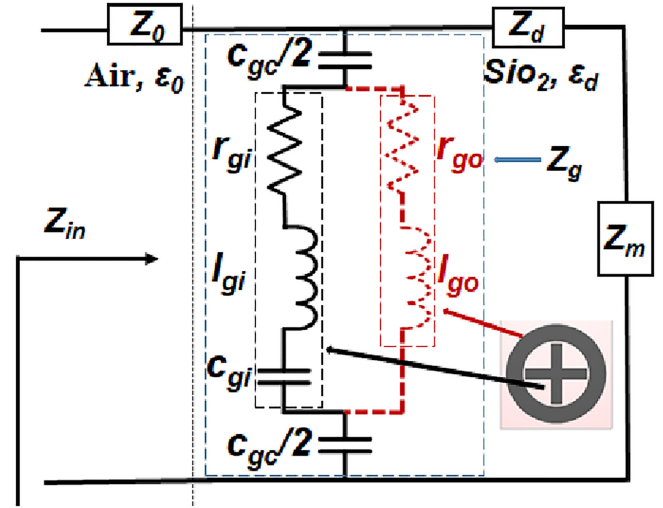 Z0 Zd
cgc/2
Air, ε0 Sio2, εd
rgi rgo Zg
Zin Zm
lgi lgo
cgi
cgc/2